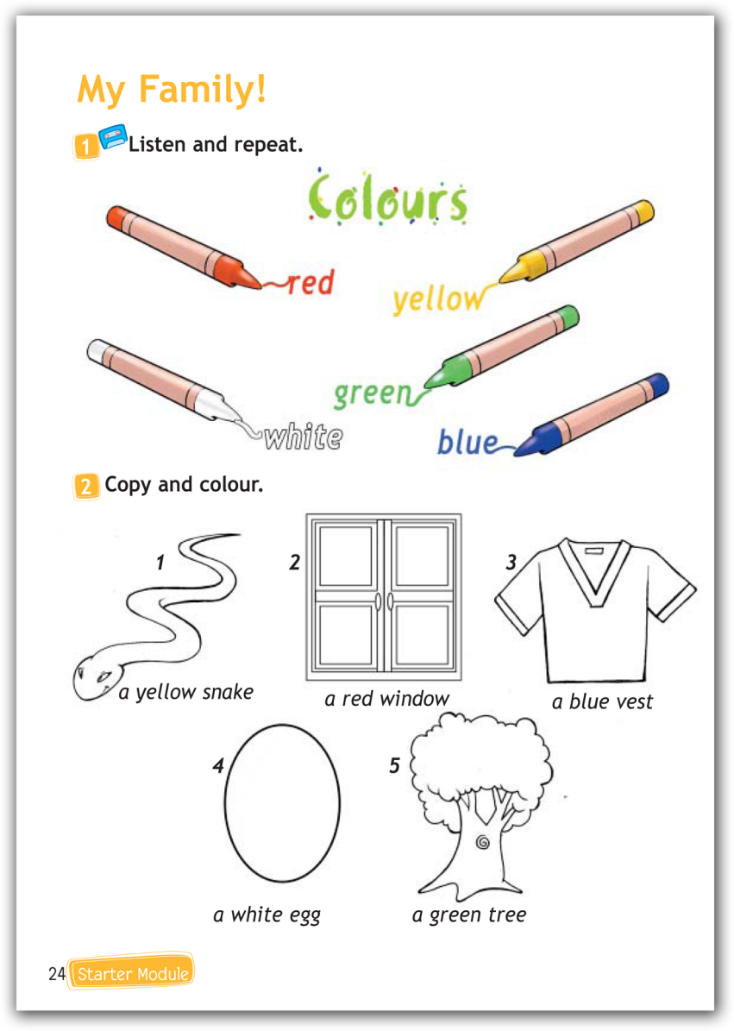 My Family!
1 Listen and repeat.
Colours
red
yellow
green
white
blue
2 Copy and colour.
1
2
3
a yellow snake
a red window
a blue vest
4
5
a white egg
a green tree
24 Starter Module